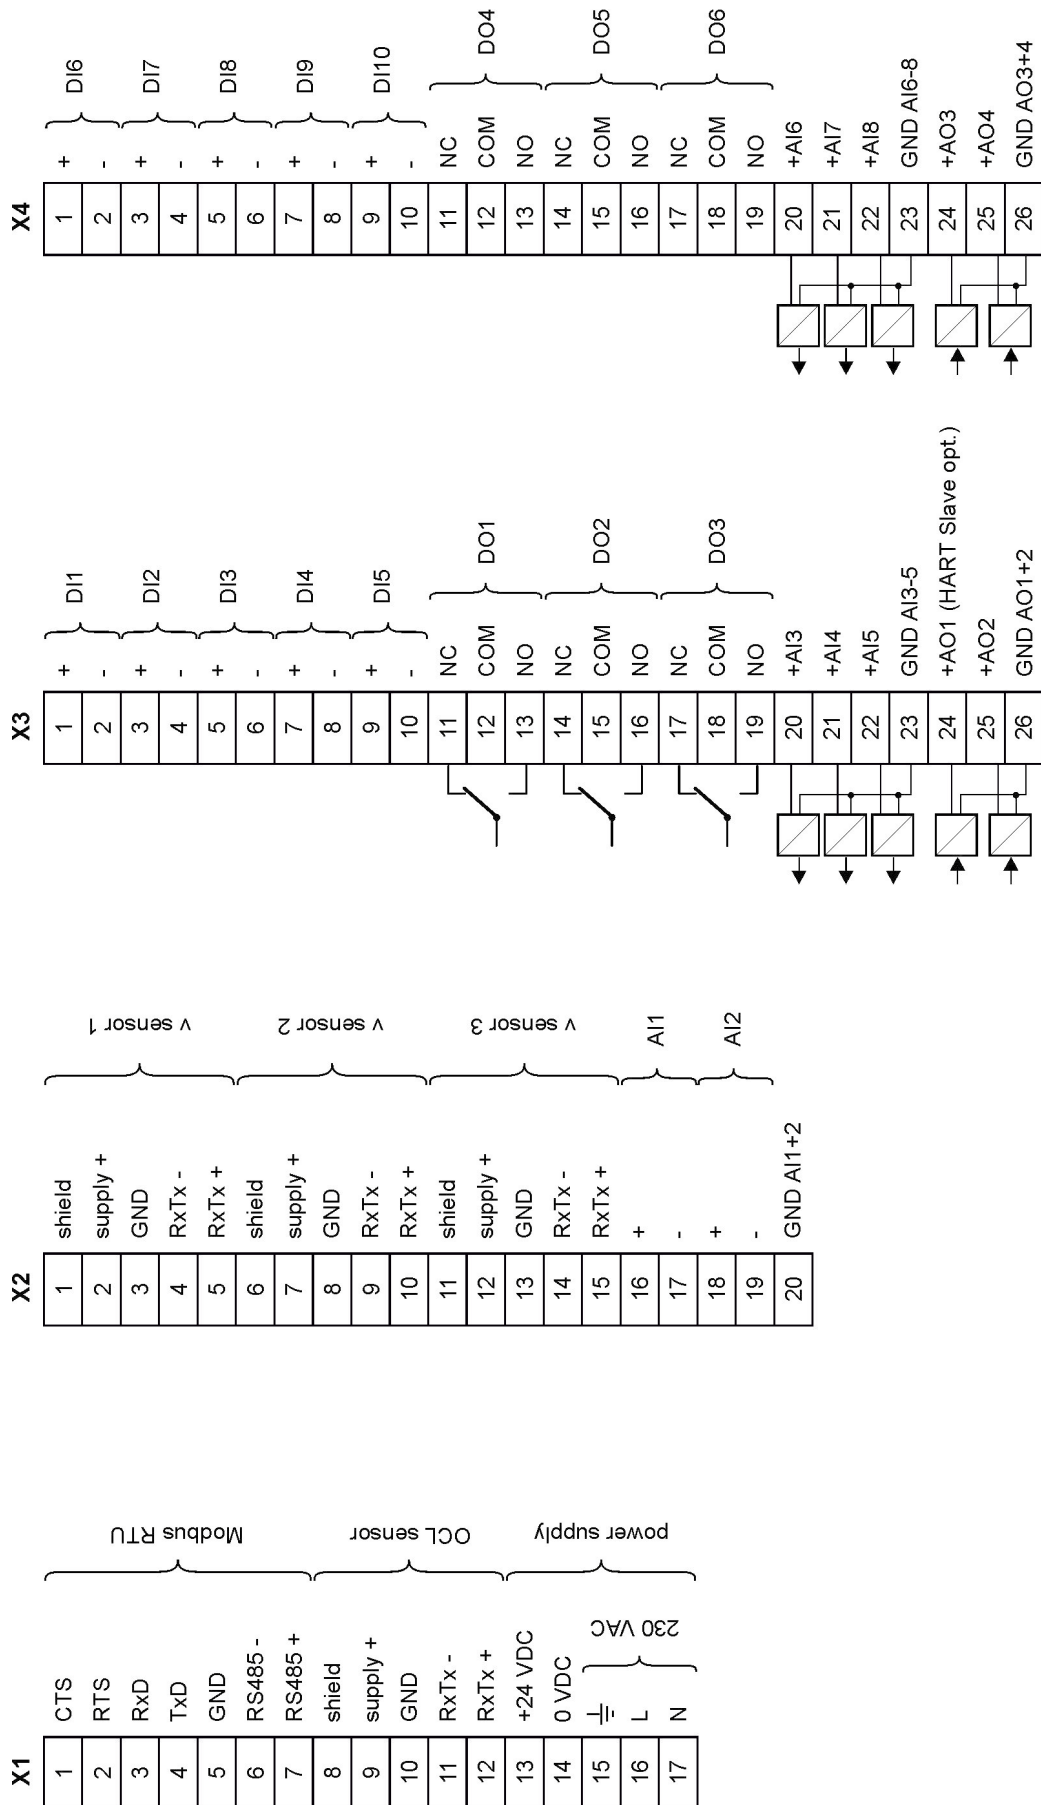 X1
1 CTS
2 RTS
3 RxD
4 TxD
5 GND
6 RS485 -
7 RS485 +
Modbus RTU
8 shield
9 supply +
10 GND
11 RxTx -
12 RxTx +
OCL sensor
13 +24 VDC
14 0 VDC
15
16 L
17 N
230 VAC
power supply
X2
1 shield
2 supply +
3 GND
4 RxTx -
5 RxTx +
v sensor 1
6 shield
7 supply +
8 GND
9 RxTx -
10 RxTx +
v sensor 2
11 shield
12 supply +
13 GND
14 RxTx -
15 RxTx +
v sensor 3
16 +
17 -
AI1
18 +
19 -
AI2
20 GND AI1+2
X3
1 +
2 -
DI1
3 +
4 -
DI2
5 +
6 -
DI3
7 +
8 -
DI4
9 +
10 -
DI5
11 NC
12 COM
13 NO
DO1
14 NC
15 COM
16 NO
DO2
17 NC
18 COM
19 NO
DO3
20 +AI3
21 +AI4
22 +AI5
23 GND AI3-5
24 +AO1 (HART Slave opt.)
25 +AO2
26 GND AO1+2
X4
1 +
2 -
DI6
3 +
4 -
DI7
5 +
6 -
DI8
7 +
8 -
DI9
9 +
10 -
DI10
11 NC
12 COM
13 NO
DO4
14 NC
15 COM
16 NO
DO5
17 NC
18 COM
19 NO
DO6
20 +AI6
21 +AI7
22 +AI8
23 GND AI6-8
24 +AO3
25 +AO4
26 GND AO3+4